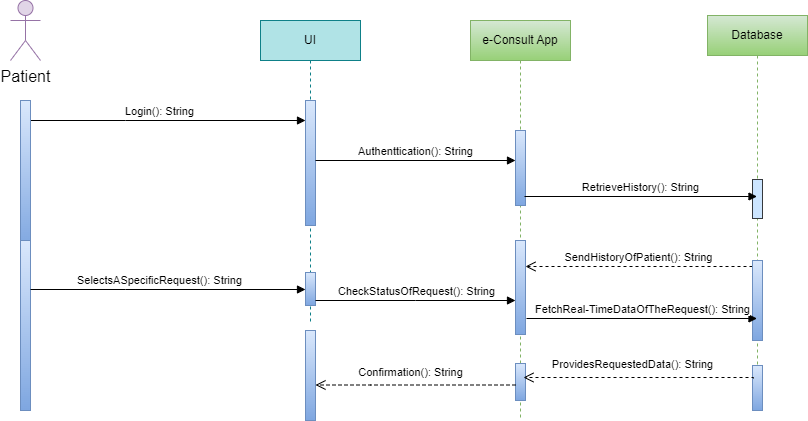 Patient
UI
e-Consult App
Database
Login(): String
Authenttication(): String
RetrieveHistory(): String
SendHistoryOfPatient(): String
SelectsASpecificRequest(): String
CheckStatusOfRequest(): String
FetchReal-TimeDataOfTheRequest(): String
ProvidesRequestedData(): String
Confirmation(): String